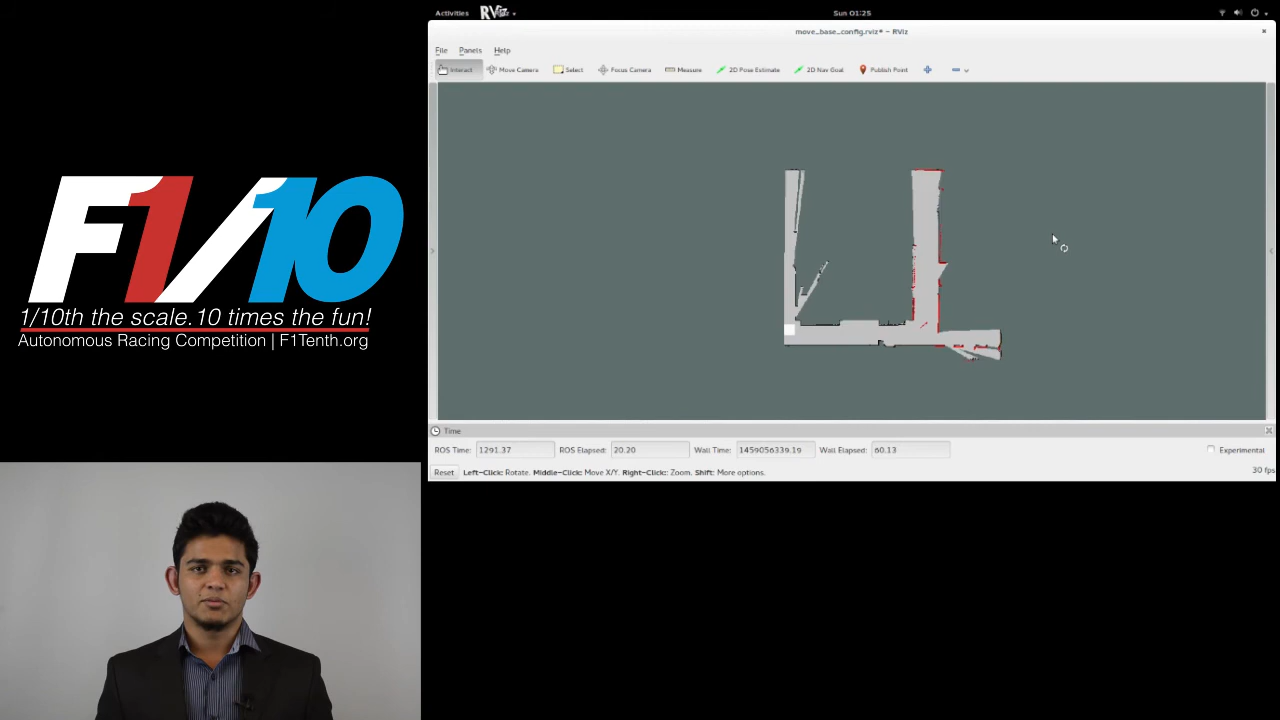 F1/10
1/10th the scale. 10 times the fun!
Autonomous Racing Competition | F1Tenth.org
Activities RViz Sun 01:25
move_base_config.rviz* - RViz
File Panels Help
Interact Move Camera Select Focus Camera Measure 2D Pose Estimate 2D Nav Goal Publish Point
Time
ROS Time: 1291.37 ROS Elapsed: 20.20 Wall Time: 1459056339.19 Wall Elapsed: 60.13 Experimental
Reset Left-Click: Rotate. Middle-Click: Move X/Y. Right-Click:: Zoom. Shift: More options. 30 fps